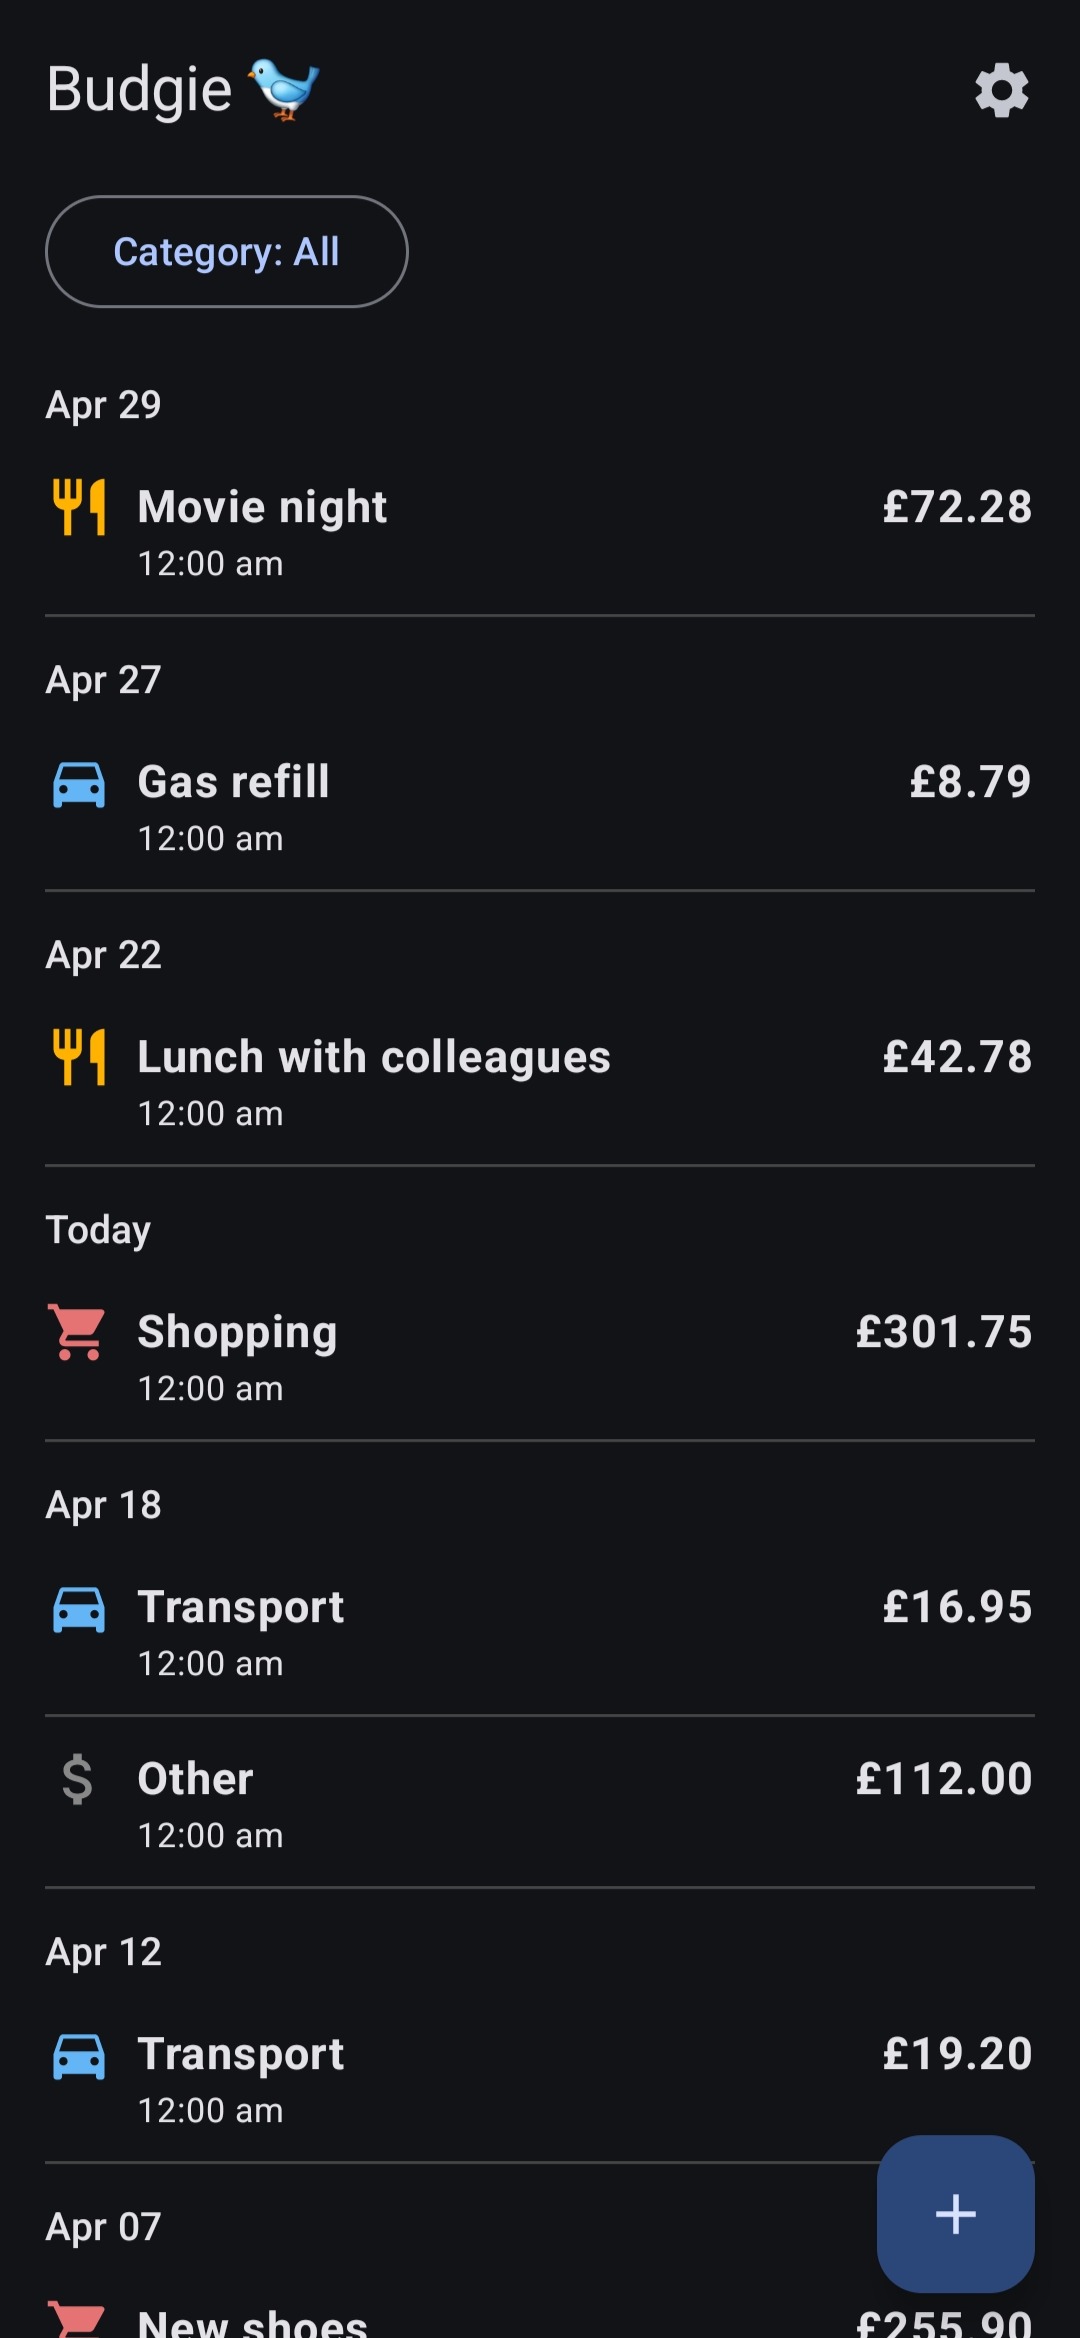 Budgie
Category: All
Apr 29
Movie night £72.28
12:00 am
Apr 27
Gas refill £8.79
12:00 am
Apr 22
Lunch with colleagues £42.78
12:00 am
Today
Shopping £301.75
12:00 am
Apr 18
Transport £16.95
12:00 am
$ Other £112.00
12:00 am
Apr 12
Transport £19.20
12:00 am
+
Apr 07
New shoes £255.90